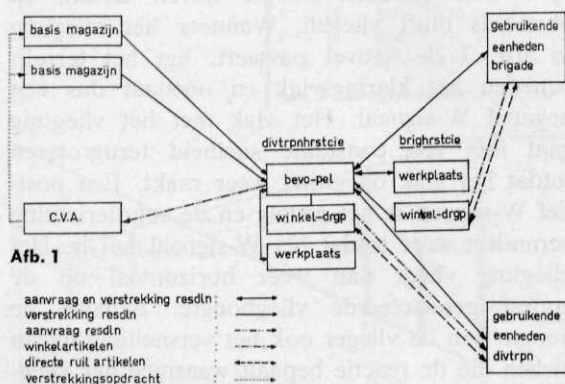 basis magazijn
basis magazijn
C.V.A.
Afb. 1
divtrpnhrstcie
bevo-pel
winkel-drgp
werkplaats
brighrstcie
werkplaats
winkel-drgp
gebruikende
eenheden
brigade
gebruikende
eenheden
divtrpn
aanvraag en verstrekking resdln:
verstrekking resdln:
aanvraag resdln
winkelartikelen
directe ruil artikelen
verstrekkingsopdracht